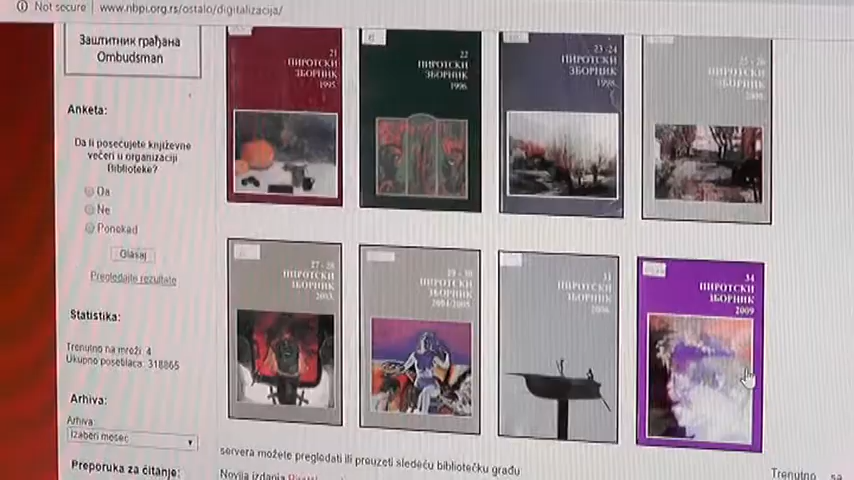 Not secure
www.nbpi.org.rs/ostalo/digitalizacija/
Заштитник грађана
Ombudsman
Anketa:
Da li posećujete književne
večeri u organizaciji
Biblioteke?
Da
Ne
Ponekad
Glasaj
Pregledajte rezultate
Statistika:
Trenutno na mreži: 4
Ukupno posetilaca: 318865
Arhiva:
Arhiva:
Izaberi mesec
Preporuka za čitanje:
21
ПИРОТСКИ
ЗБОРНИК
1995.
22
ПИРОТСКИ
ЗБОРНИК
1996.
23-24
ПИРОТСКИ
ЗБОРНИК
1998.
25-26
ПИРОТСКИ
ЗБОРНИК
2000.
27-28
ПИРОТСКИ
ЗБОРНИК
2003.
29-30
ПИРОТСКИ
ЗБОРНИК
2004/2005
31
ПИРОТСКИ
ЗБОРНИК
2006.
34
ПИРОТСКИ
ЗБОРНИК
2009
servera možete pregledati ili preuzeti sledeću bibliotečku građu
Novija izdanja
Trenutno sa